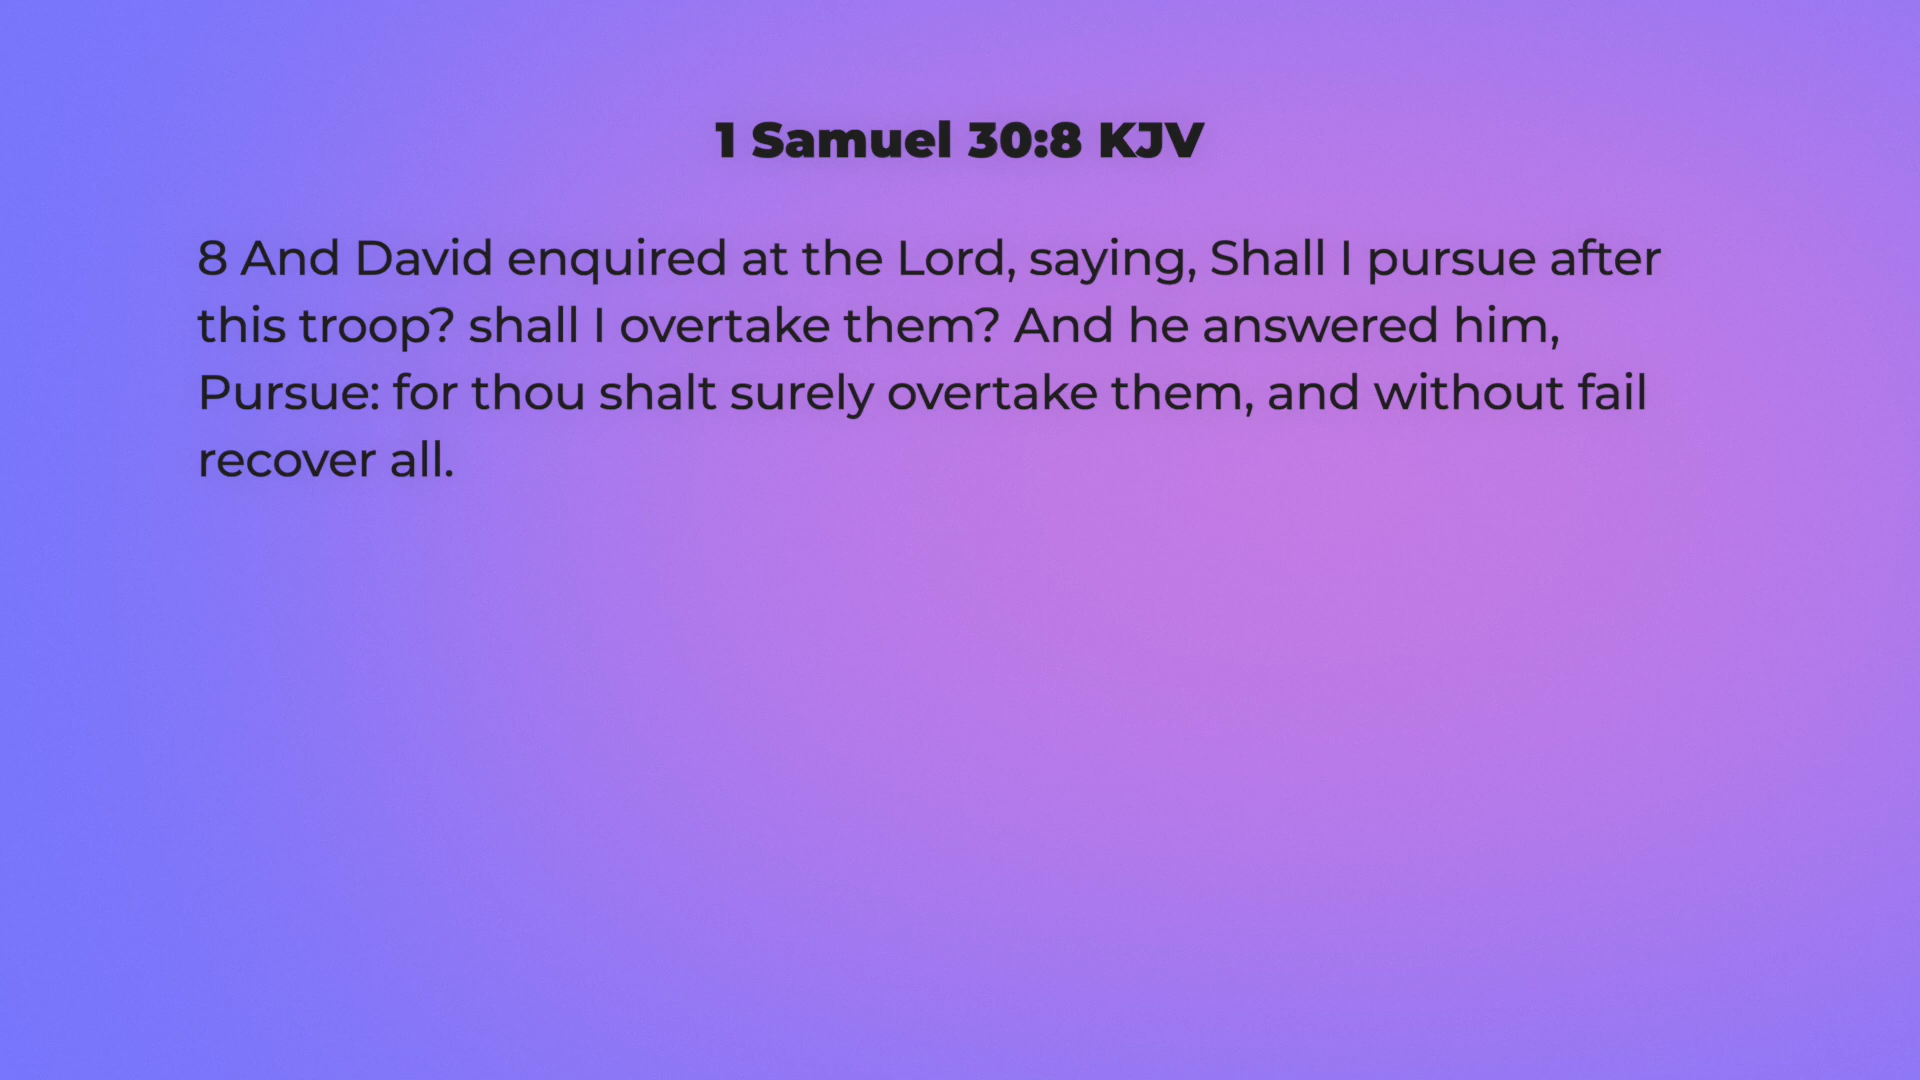 1 Samuel 30:8 KJV
8 And David enquired at the Lord, saying, Shall I pursue after
this troop? shall I overtake them? And he answered him,
Pursue: for thou shalt surely overtake them, and without fail
recover all.